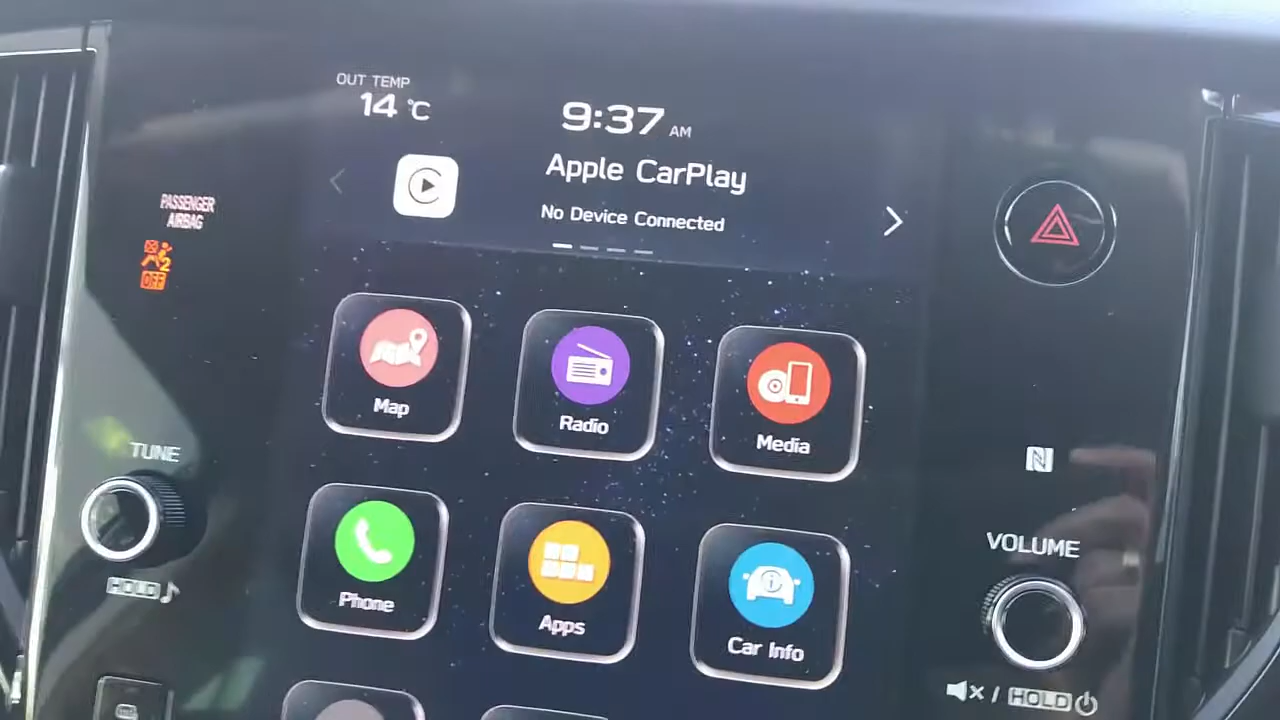 OUT TEMP
14 °C
9:37 AM
Apple CarPlay
No Device Connected
PASSENGER
AIRBAG
2
OFF
Map
Radio
Media
TUNE
HOLD
Phone
Apps
Car Info
N
VOLUME
/ HOLD